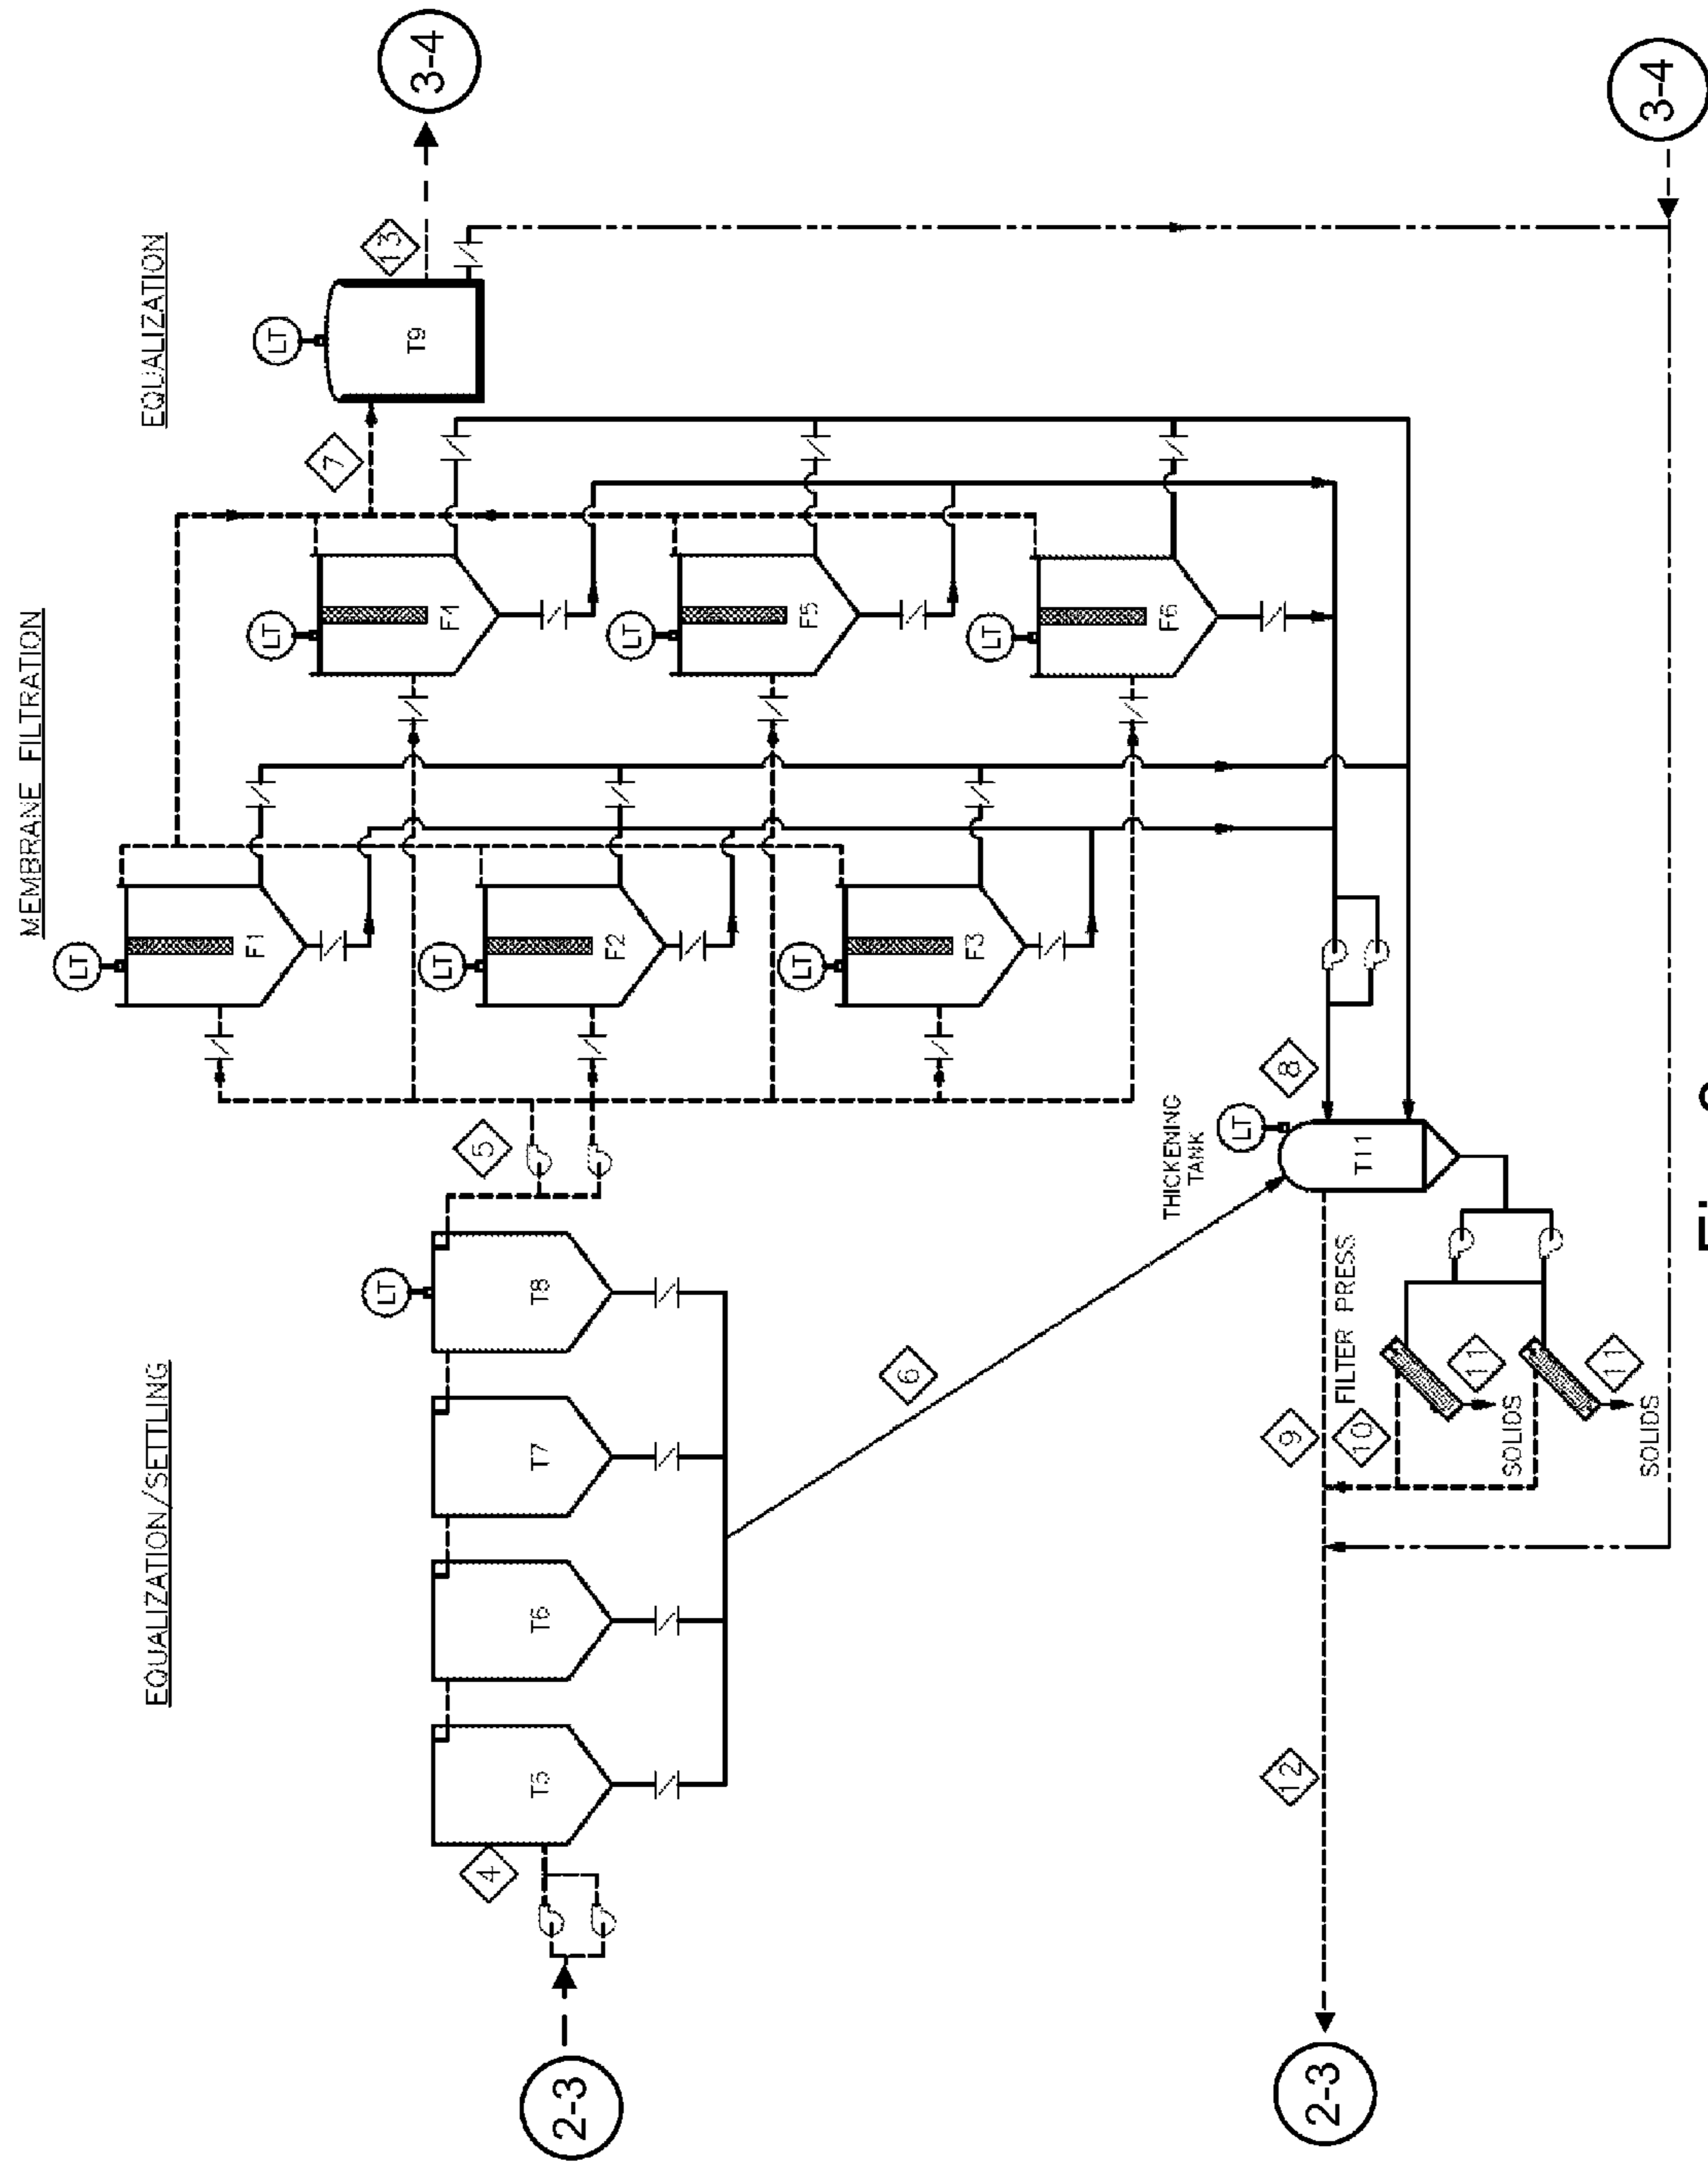 EQUALIZATION/SETTLING
MEMBRANE FILTRATION
EQUALIZATION
LT
F1
LT
F2
LT
F3
LT
F4
LT
F5
LT
F6
LT
T9
7
13
3-4
2-3
4
T5
T6
T7
T8
LT
5
6
THICKENING
TANK
LT
T11
8
9
FILTER PRESS
10
11
SOLIDS
11
SOLIDS
12
2-3
3-4